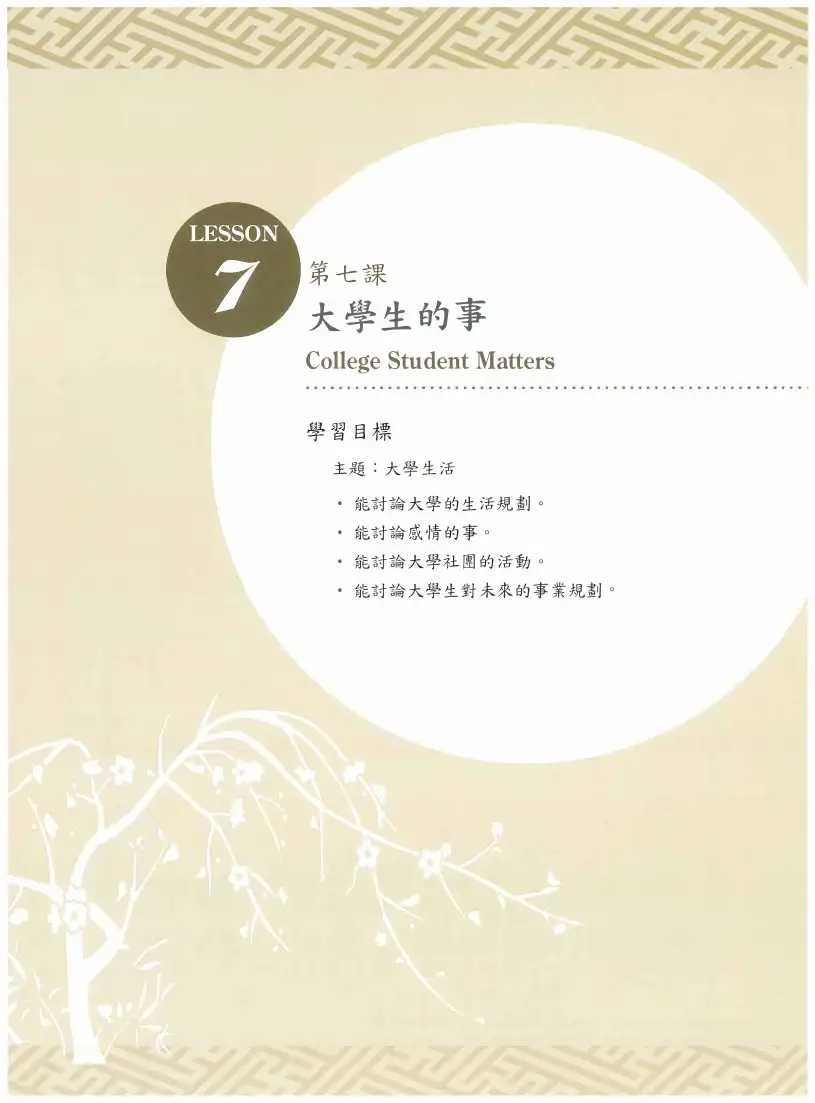 LESSON
7
第七課
大學生的事
College Student Matters
學習目標
主題：大學生活
・ 能討論大學的生活規劃。
・ 能討論感情的事。
・ 能討論大學社團的活動。
・ 能討論大學生對未來的事業規劃。